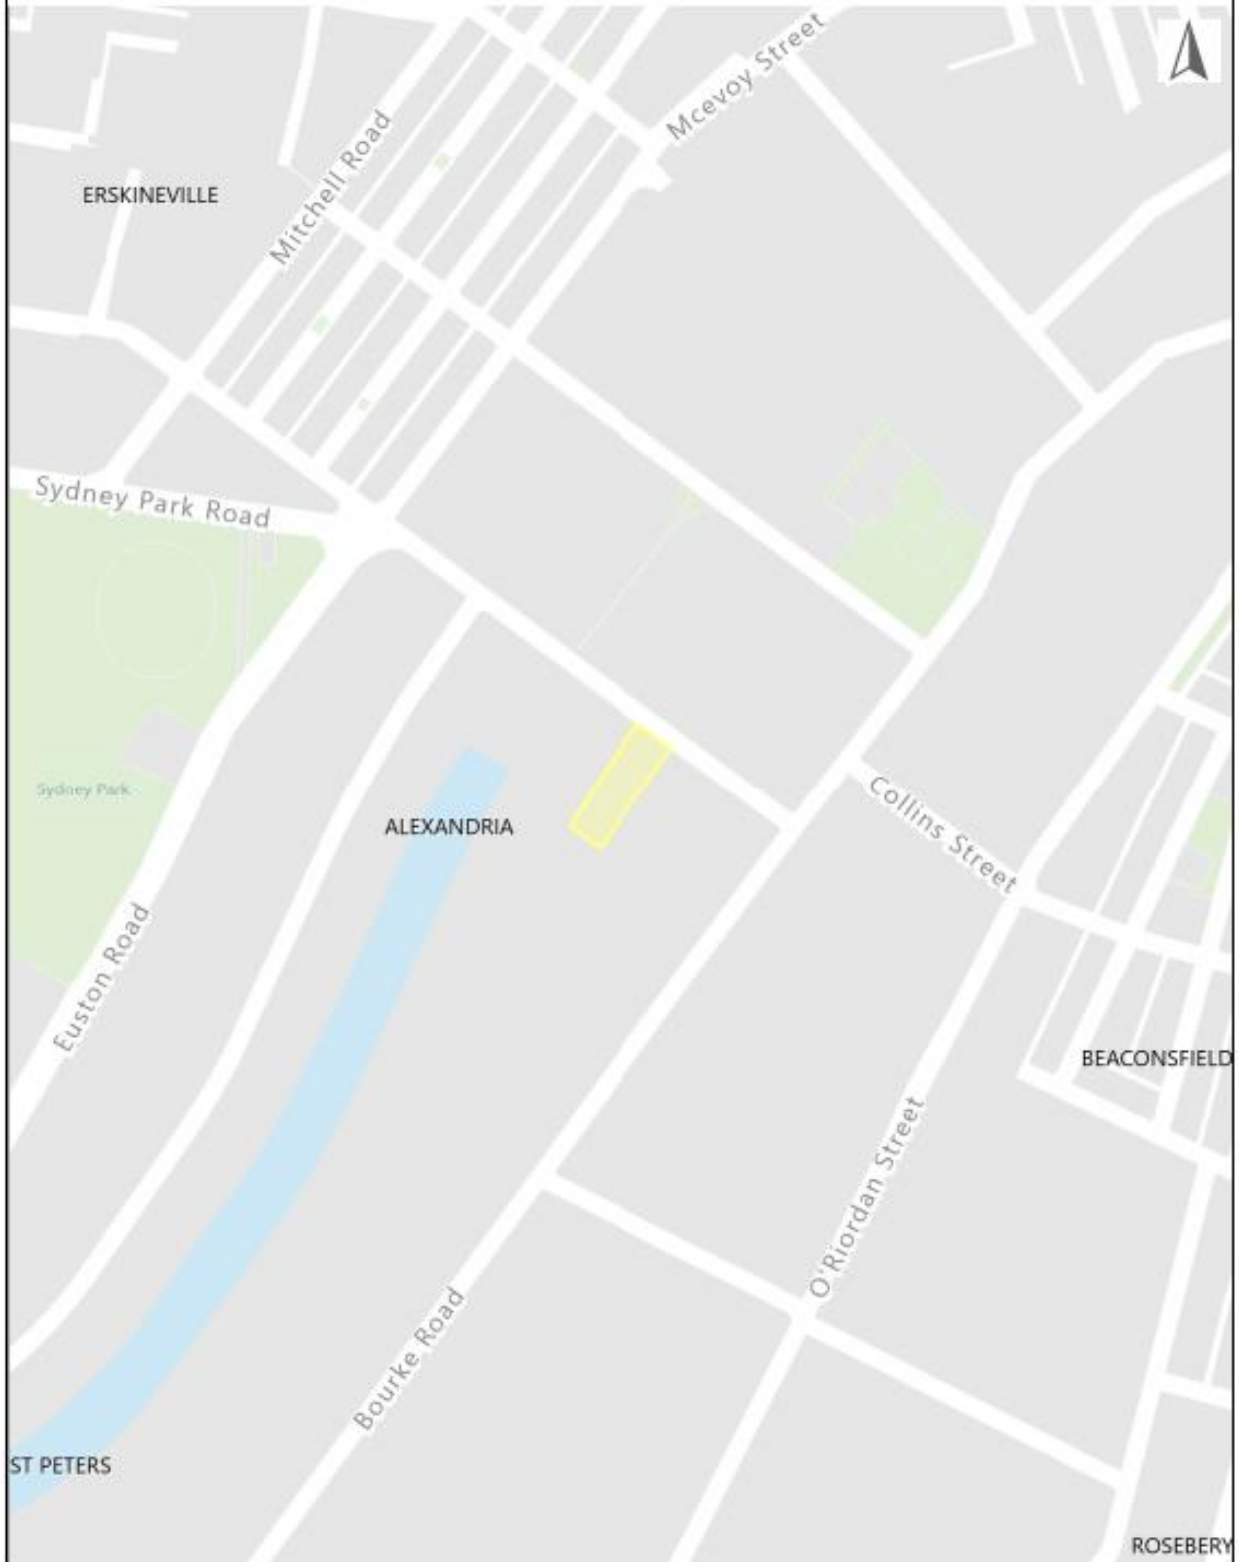 Mcevoy Street
Mitchell Road
ERSKINEVILLE
Sydney Park Road
Sydney Park
ALEXANDRIA
Collins Street
Euston Road
BEACONSFIELD
O'Riordan Street
Bourke Road
ST PETERS
ROSEBERY